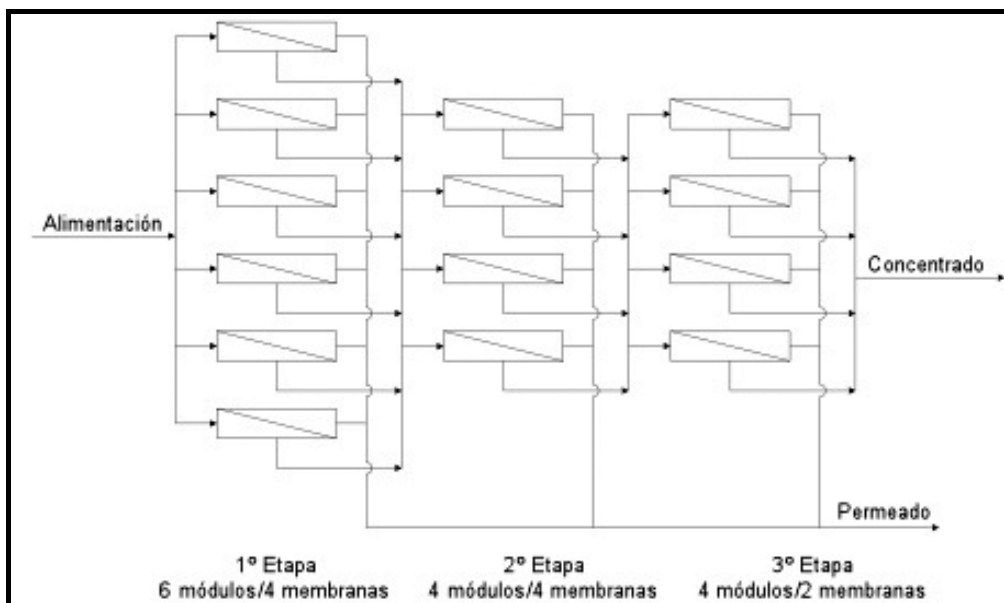 Alimentación
Concentrado
Permeado
1º Etapa
6 módulos/4 membranas
2º Etapa
4 módulos/4 membranas
3º Etapa
4 módulos/2 membranas